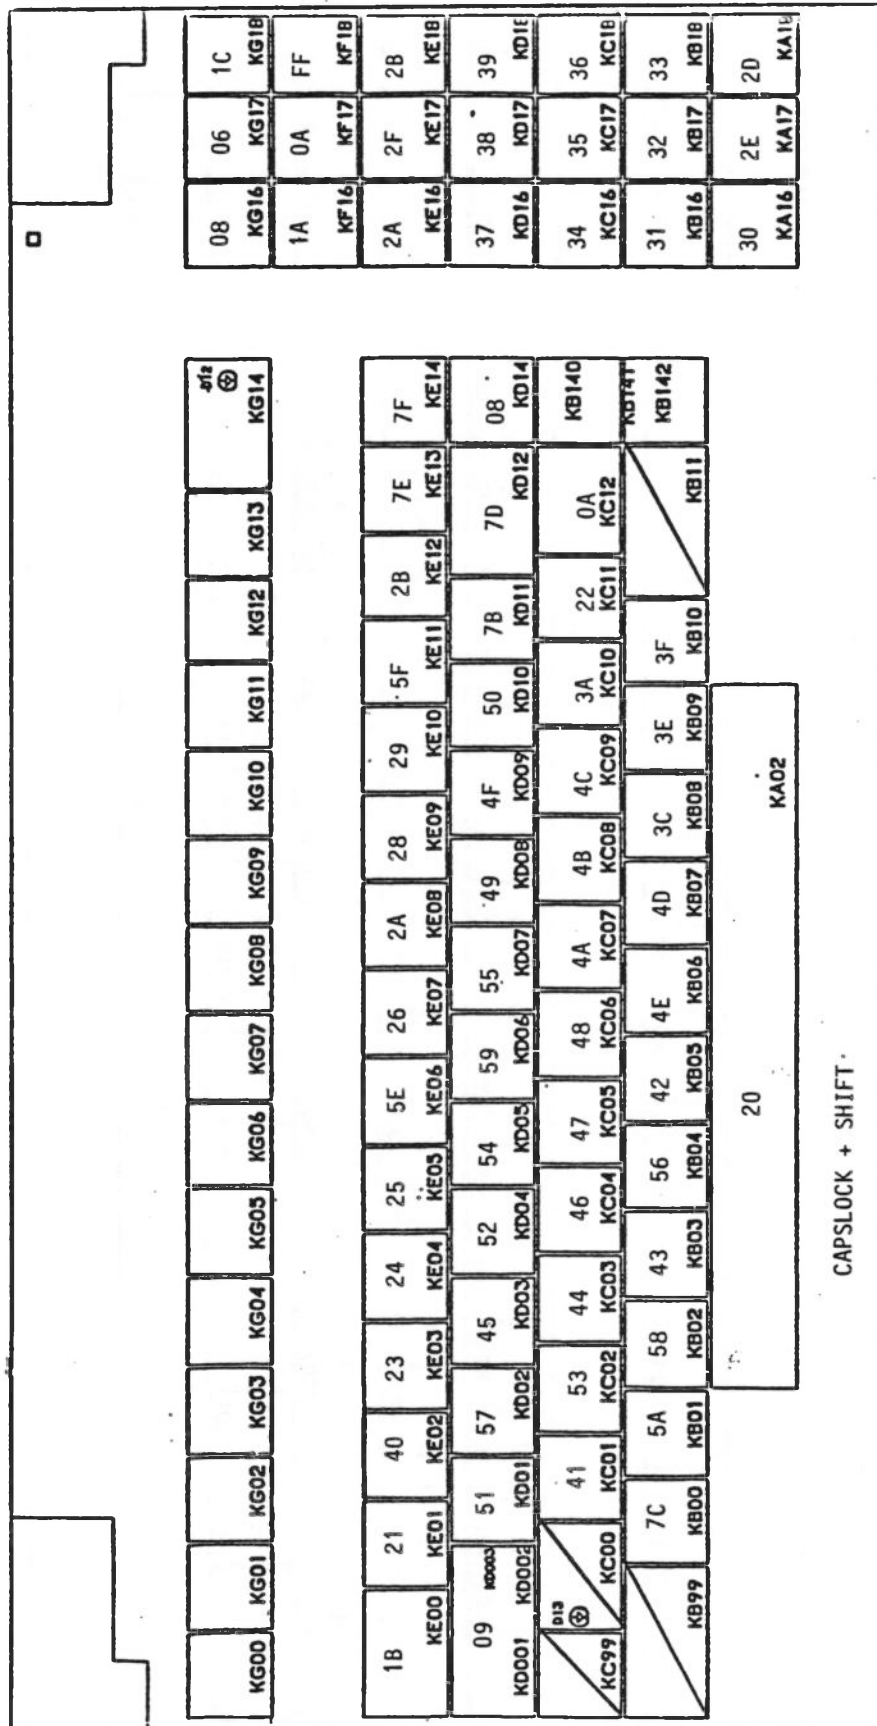 D12
08 06 1C
KG00 KG01 KG02 KG03 KG04 KG05 KG06 KG07 KG08 KG09 KG10 KG11 KG12 KG13 KG14 KG16 KG17 KG18
1A 0A FF
KF16 KF17 KF18
1B 21 40 23 24 25 5E 26 2A 28 29 5F 2B 7E 7F 2A 2F 2B
KE00 KE01 KE02 KE03 KE04 KE05 KE06 KE07 KE08 KE09 KE10 KE11 KE12 KE13 KE14 KE16 KE17 KE18
09 KD003 51 57 45 52 54 59 55 49 4F 50 7B 7D 08 37 38 39
KD001 KD002 KD01 KD02 KD03 KD04 KD05 KD06 KD07 KD08 KD09 KD10 KD11 KD12 KD14 KD16 KD17 KD18
D13 41 53 44 46 47 48 4A 4B 4C 3A 22 0A KB140 34 35 36
KC99 KC00 KC01 KC02 KC03 KC04 KC05 KC06 KC07 KC08 KC09 KC10 KC11 KC12 KC16 KC17 KC18
KB141
7C 5A 58 43 56 42 4E 4D 3C 3E 3F KB142 31 32 33
KB99 KB00 KB01 KB02 KB03 KB04 KB05 KB06 KB07 KB08 KB09 KB10 KB11 KB16 KB17 KB18
20 30 2E 2D
KA02 KA16 KA17 KA18
CAPSLOCK + SHIFT